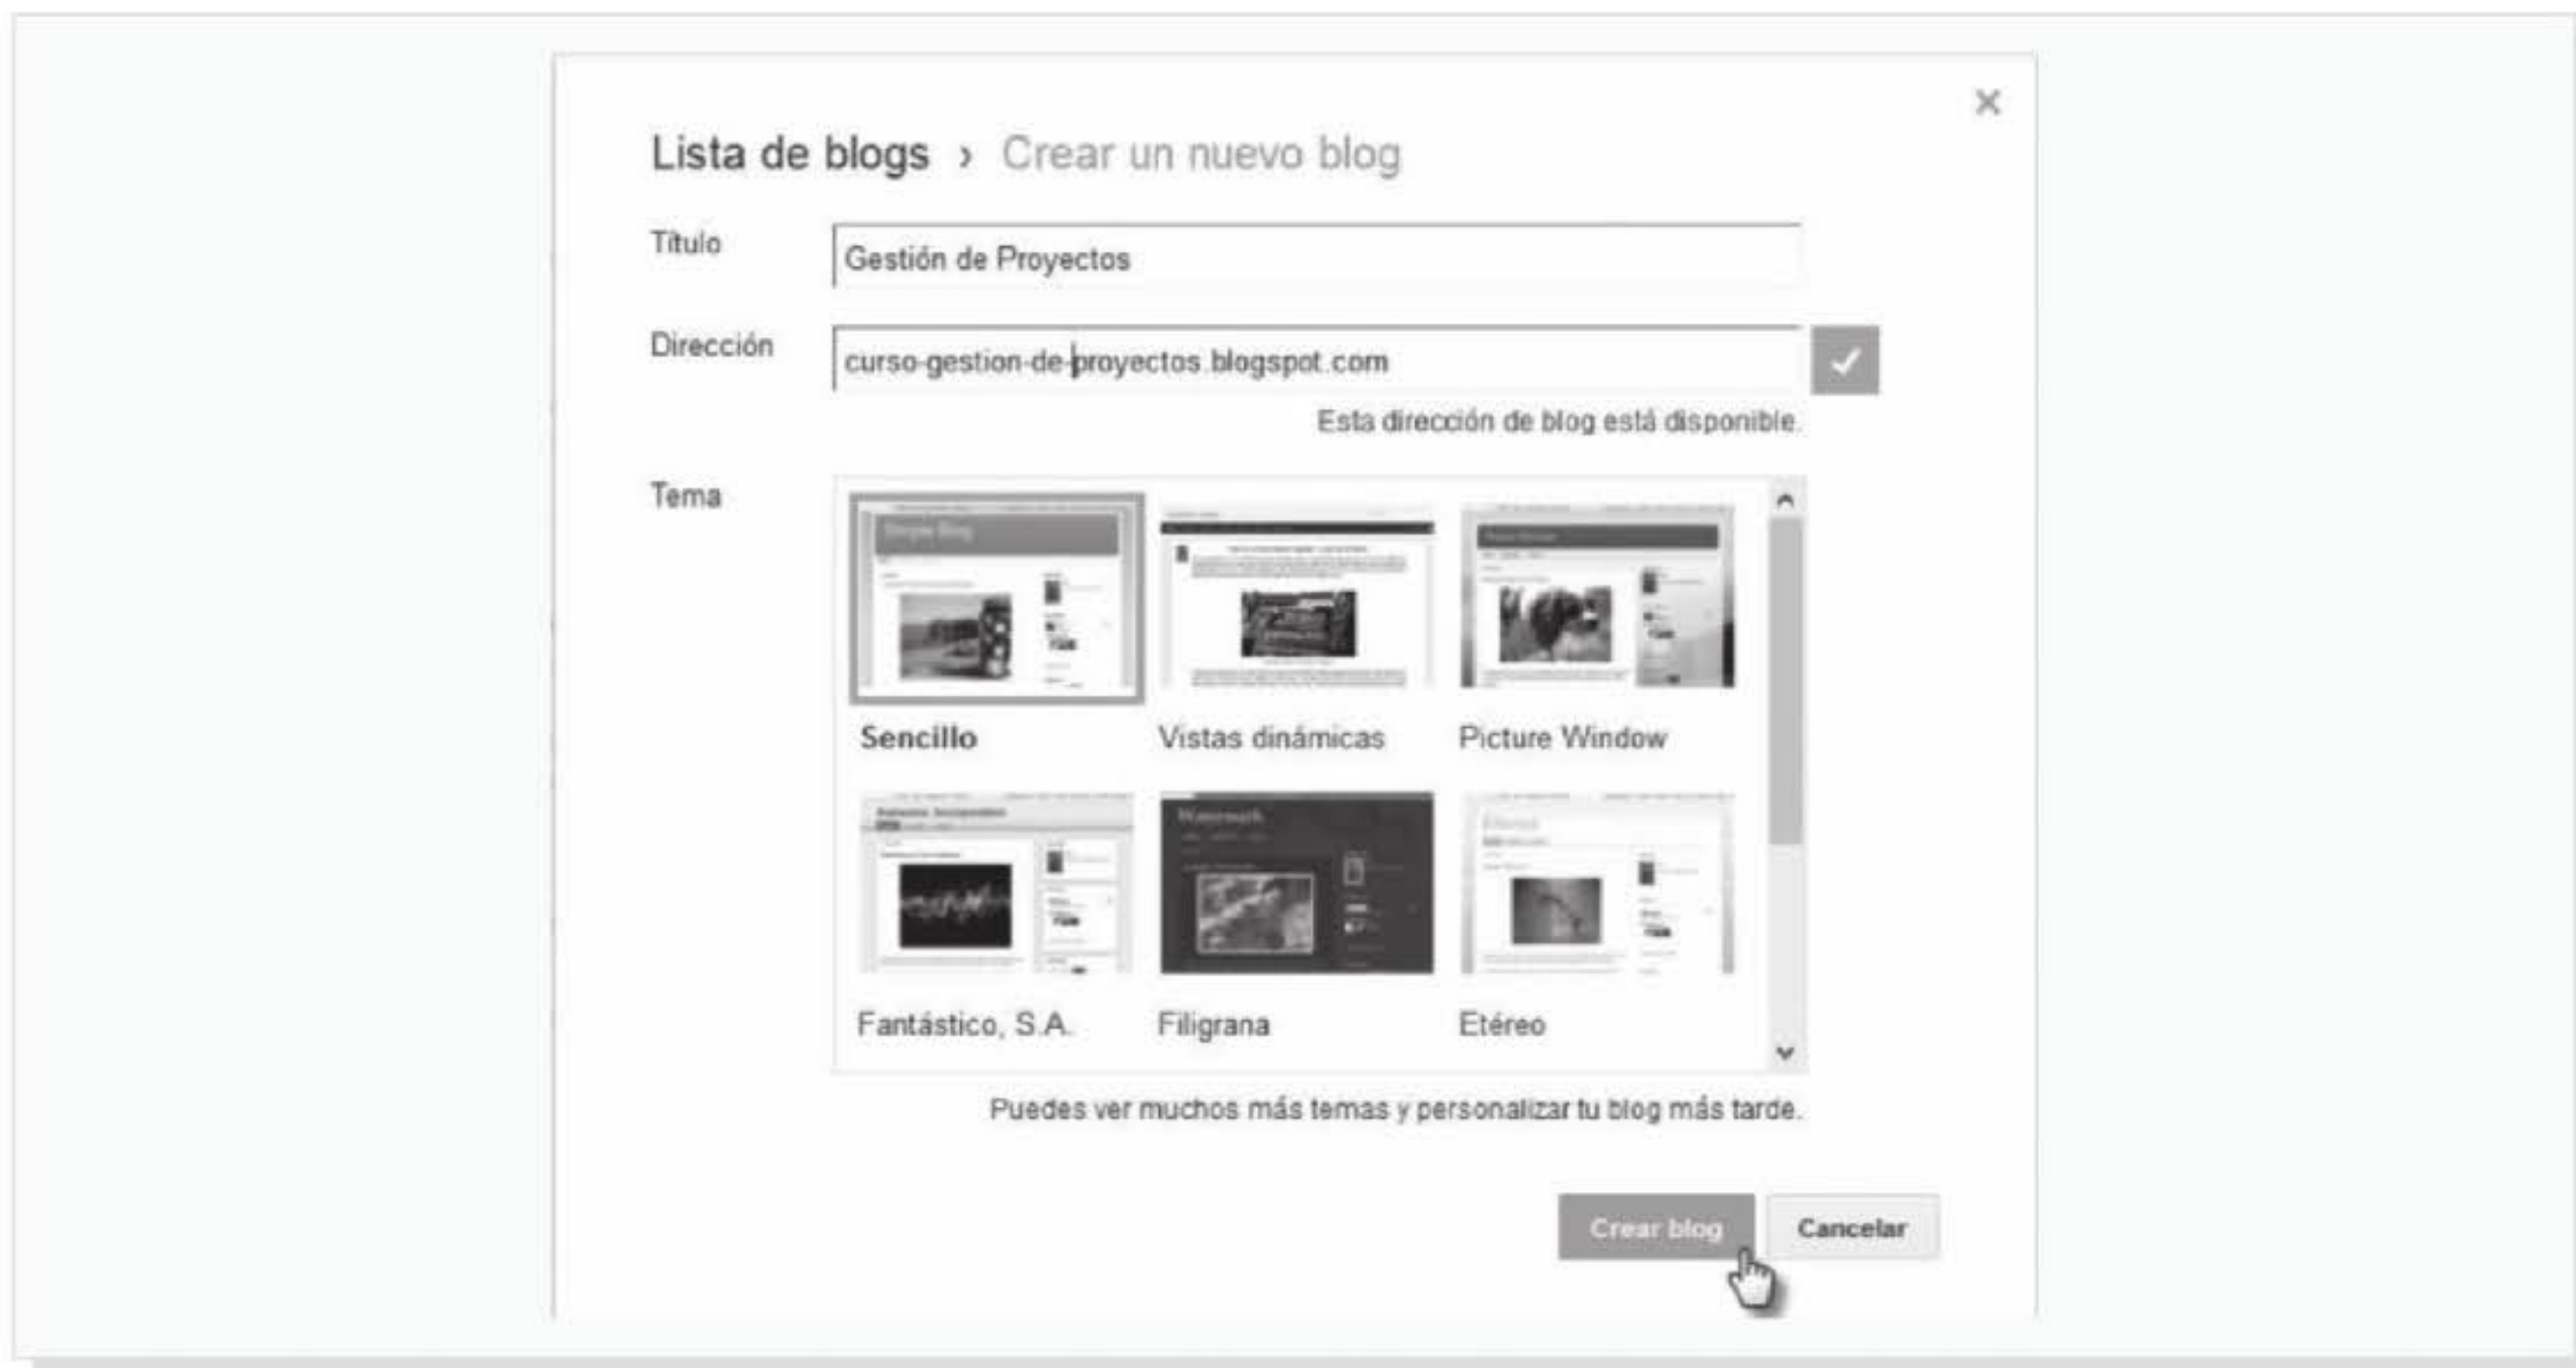 Lista de blogs › Crear un nuevo blog
Título
Gestión de Proyectos
Dirección
curso-gestion-de-proyectos.blogspot.com
Esta dirección de blog está disponible.
Tema
Watermark
Sencillo Vistas dinámicas Picture Window
Fantástico, S.A. Filigrana Etéreo
Puedes ver muchos más temas y personalizar tu blog más tarde.
Crear blog Cancelar